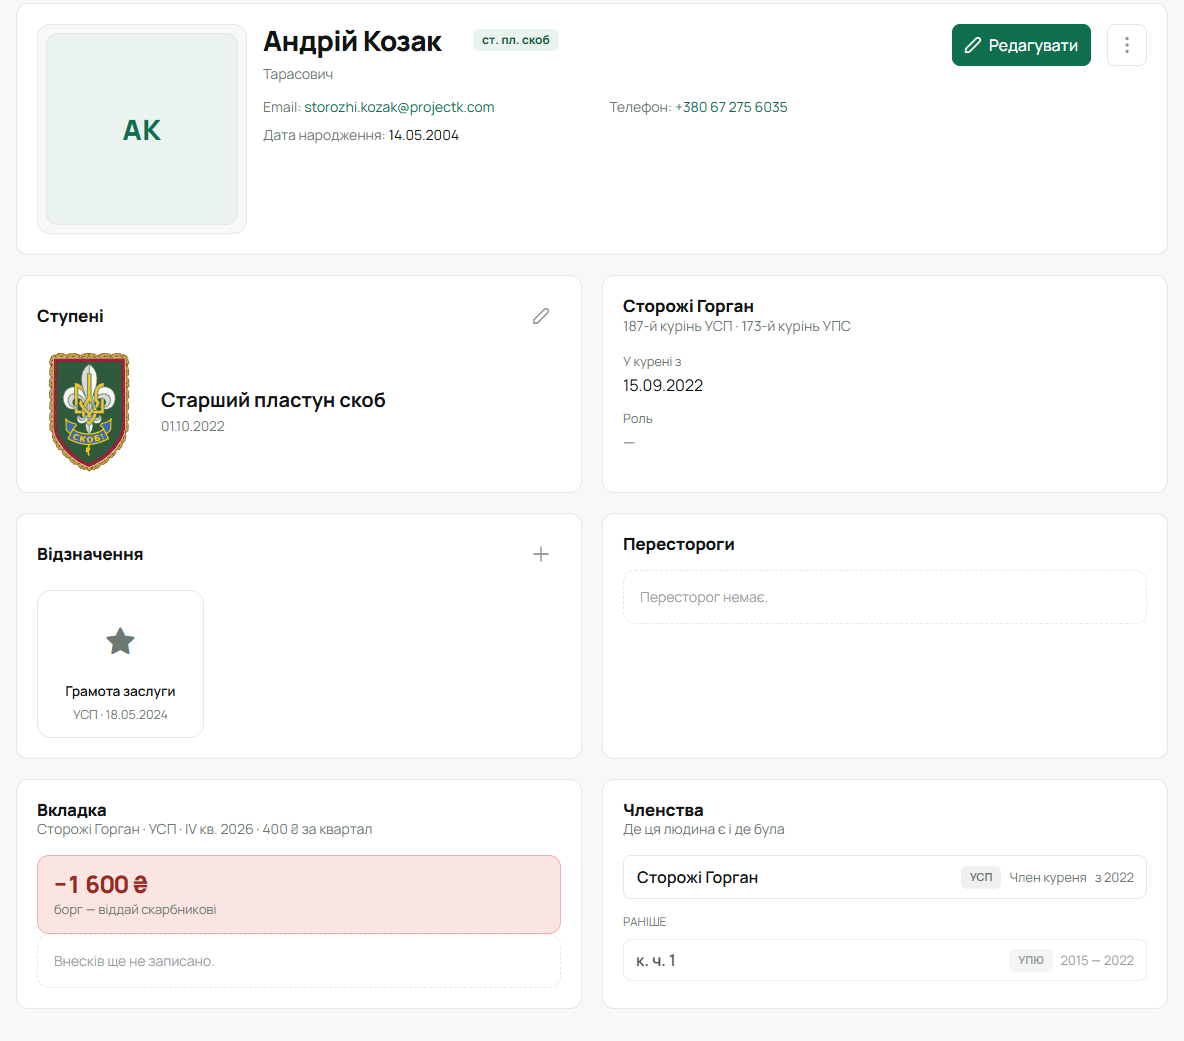 АК
Андрій Козак
ст. пл. скоб
Тарасович
Email: storozhi.kozak@projectk.com
Телефон: +380 67 275 6035
Дата народження: 14.05.2004
Редагувати
Ступені
СКОБ!
Старший пластун скоб
01.10.2022
Сторожі Горган
187-й курінь УСП · 173-й курінь УПС
У курені з
15.09.2022
Роль
—
Відзначення
Грамота заслуги
УСП · 18.05.2024
Перестороги
Пересторог немає.
Вкладка
Сторожі Горган · УСП · IV кв. 2026 · 400 ₴ за квартал
−1 600 ₴
борг — віддай скарбникові
Внесків ще не записано.
Членства
Де ця людина є і де була
Сторожі Горган УСП Член куреня з 2022
РАНІШЕ
к. ч. 1 УПЮ 2015 — 2022